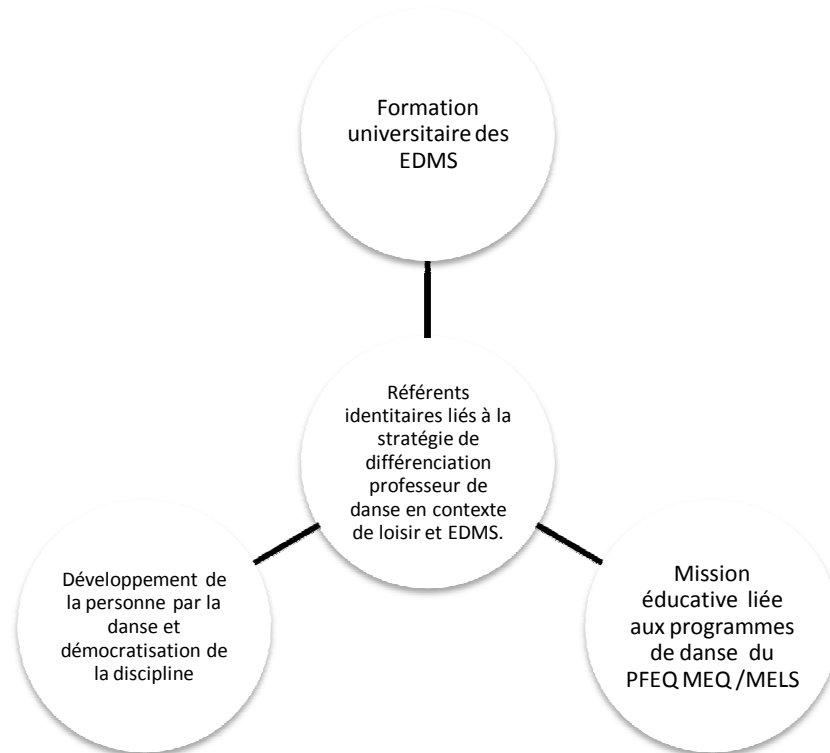 Formation
universitaire des
EDMS
Référents
identitaires liés à la
stratégie de
différenciation
professeur de
danse en contexte
de loisir et EDMS.
Développement de
la personne par la
danse et
démocratisation de
la discipline
Mission
éducative liée
aux programmes
de danse du
PFEQ MEQ /MELS